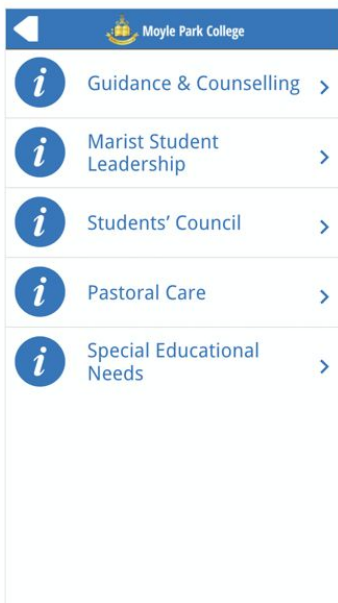 Moyle Park College
Guidance & Counselling
Marist Student
Leadership
Students’ Council
Pastoral Care
Special Educational
Needs